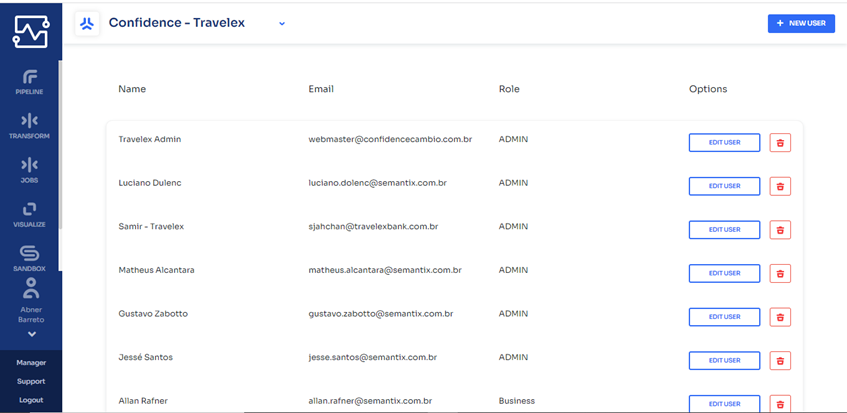 Confidence - Travelex
+ NEW USER
PIPELINE
TRANSFORM
JOBS
VISUALIZE
SANDBOX
Abner
Barreto
Manager
Support
Logout
Name Email Role Options
Travelex Admin webmaster@confidencecambio.com.br ADMIN EDIT USER
Luciano Dulenc luciano.dolenc@semantix.com.br ADMIN EDIT USER
Samir - Travelex sjahchan@travelexbank.com.br ADMIN EDIT USER
Matheus Alcantara matheus.alcantara@semantix.com.br ADMIN EDIT USER
Gustavo Zabotto gustavo.zabotto@semantix.com.br ADMIN EDIT USER
Jessé Santos jesse.santos@semantix.com.br ADMIN EDIT USER
Allan Rafner allan.rafner@semantix.com.br Business EDIT USER